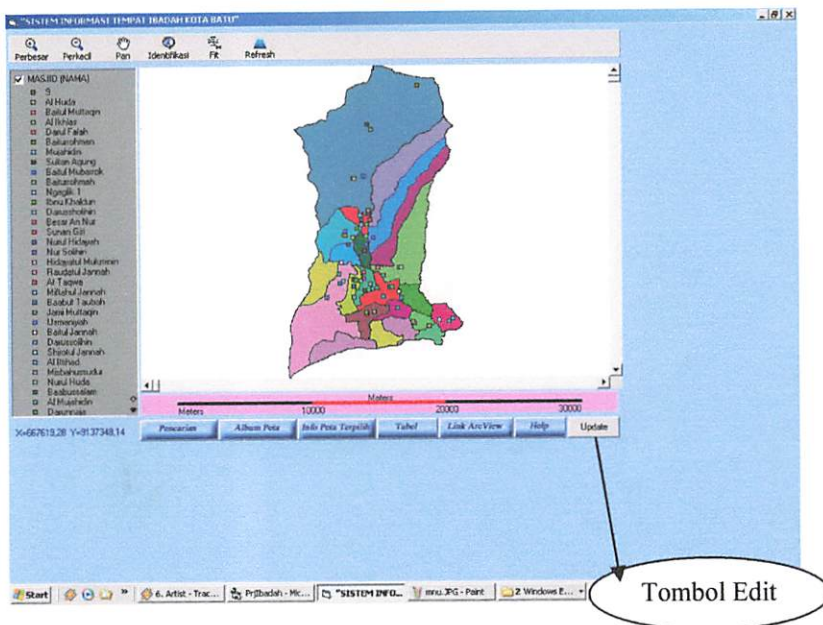 "SISTEM INFORMASI TEMPAT IBADAH KOTA BATU"
Perbesar Perkecil Pan Identifikasi Fit Refresh
MASJID (NAMA)
9
Al Huda
Baitul Muttaqin
Al Ikhlas
Darul Falah
Baiturrohman
Mujahidin
Sultan Agung
Baitul Mubarok
Baiturrohmah
Ngaglik 1
Ibnu Khaldun
Darussholihin
Besar An Nur
Sunan Giri
Nurul Hidayah
Nur Solihin
Hidayatul Mukminin
Raudatul Jannah
At Taqwa
Miftahul Jannah
Baabut Taubah
Jami Muttaqin
Usmaniyah
Baitul Jannah
Darussolihin
Shirotul Jannah
Al Ittihad
Misbahussudur
Nurul Huda
Baabussalam
Al Mujahidin
Darunnaja
Meters
Meters 10000 20000 30000
X=667619,28 Y=9137348,14
Pencarian Album Peta Info Peta Terpilih Tabel Link ArcView Help Update
Tombol Edit
Start » 6. Artist - Trac... PrjIbadah - Mic... "SISTEM INFO... mnu.JPG - Paint 2 Windows E...